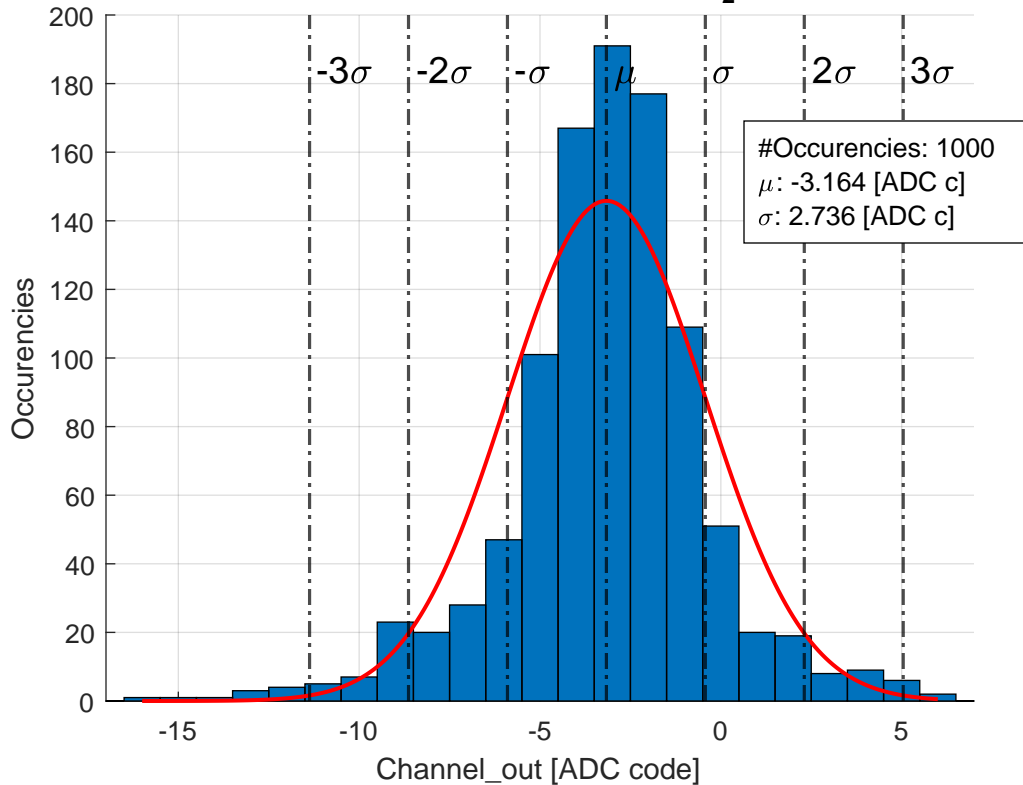 200
180
160
140
120
100
80
60
40
20
0
Occurencies
-3σ
-2σ
-σ
μ
σ
2σ
3σ
#Occurencies: 1000
μ: -3.164 [ADC c]
σ: 2.736 [ADC c]
-15
-10
-5
0
5
Channel_out [ADC code]